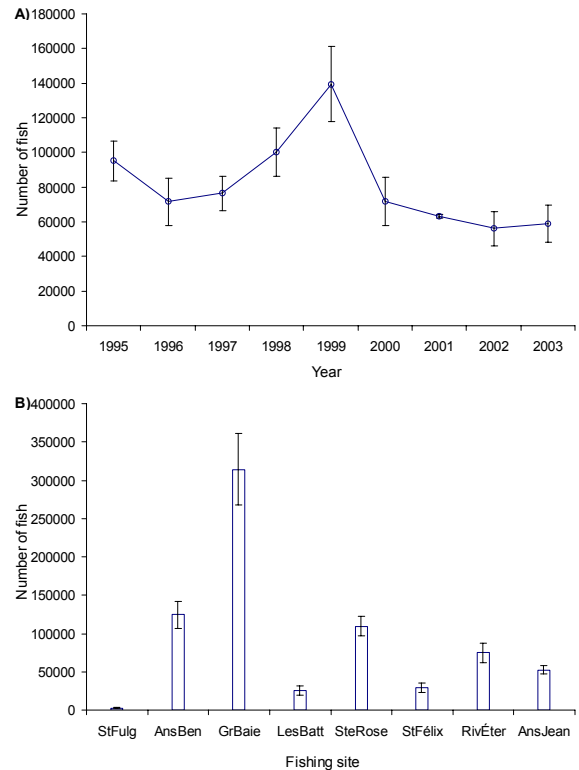 A)
180000
160000
140000
120000
100000
80000
60000
40000
20000
0
Number of fish
1995 1996 1997 1998 1999 2000 2001 2002 2003
Year
B)
400000
350000
300000
250000
200000
150000
100000
50000
0
Number of fish
StFulg AnsBen GrBaie LesBatt SteRose StFélix RivÉter AnsJean
Fishing site